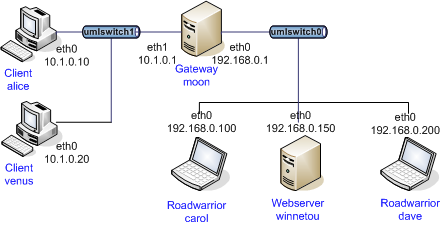 umlswitch1
umlswitch0
eth0
10.1.0.10
eth1
10.1.0.1
eth0
192.168.0.1
Gateway
moon
Client
alice
eth0
10.1.0.20
Client
venus
eth0
192.168.0.100
eth0
192.168.0.150
eth0
192.168.0.200
Roadwarrior
carol
Webserver
winnetou
Roadwarrior
dave